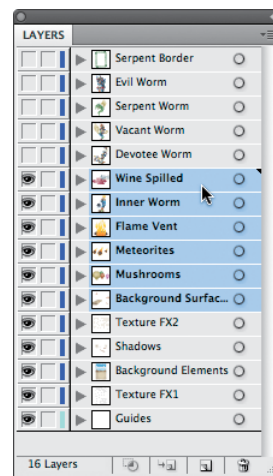 LAYERS
Serpent Border
Evil Worm
Serpent Worm
Vacant Worm
Devotee Worm
Wine Spilled
Inner Worm
Flame Vent
Meteorites
Mushrooms
Background Surfac...
Texture FX2
Shadows
Background Elements
Texture FX1
Guides
16 Layers